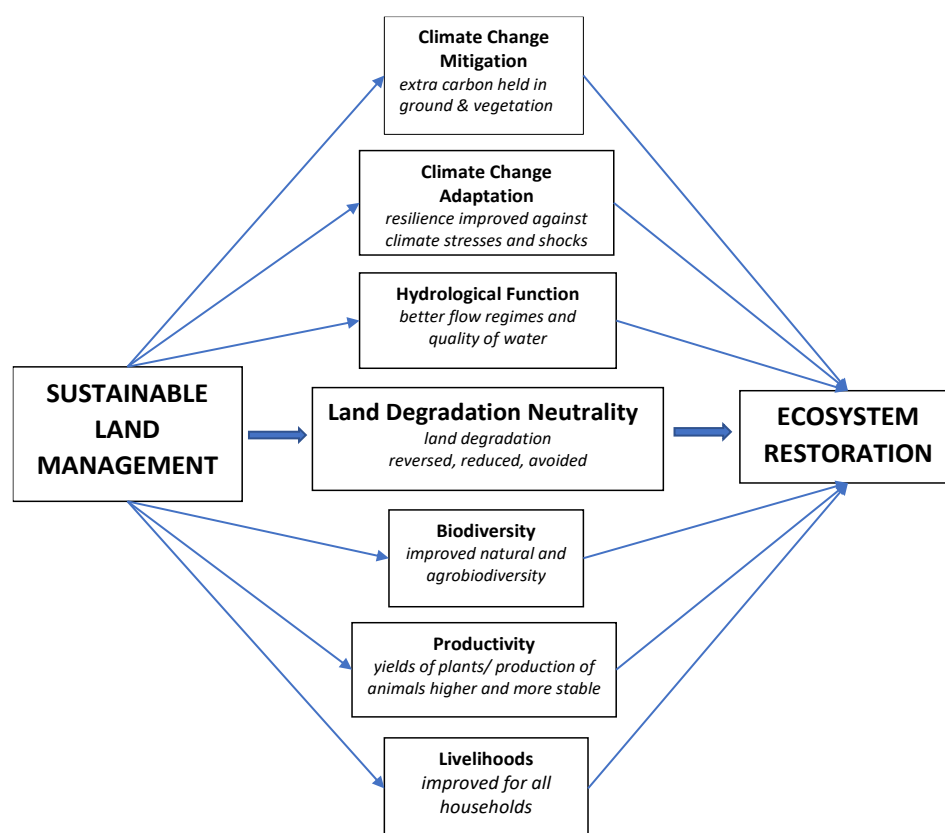 Climate Change
Mitigation
extra carbon held in
ground & vegetation
Climate Change
Adaptation
resilience improved against
climate stresses and shocks
Hydrological Function
better flow regimes and
quality of water
SUSTAINABLE
LAND
MANAGEMENT
Land Degradation Neutrality
land degradation
reversed, reduced, avoided
ECOSYSTEM
RESTORATION
Biodiversity
improved natural and
agrobiodiversity
Productivity
yields of plants/ production of
animals higher and more stable
Livelihoods
improved for all
households